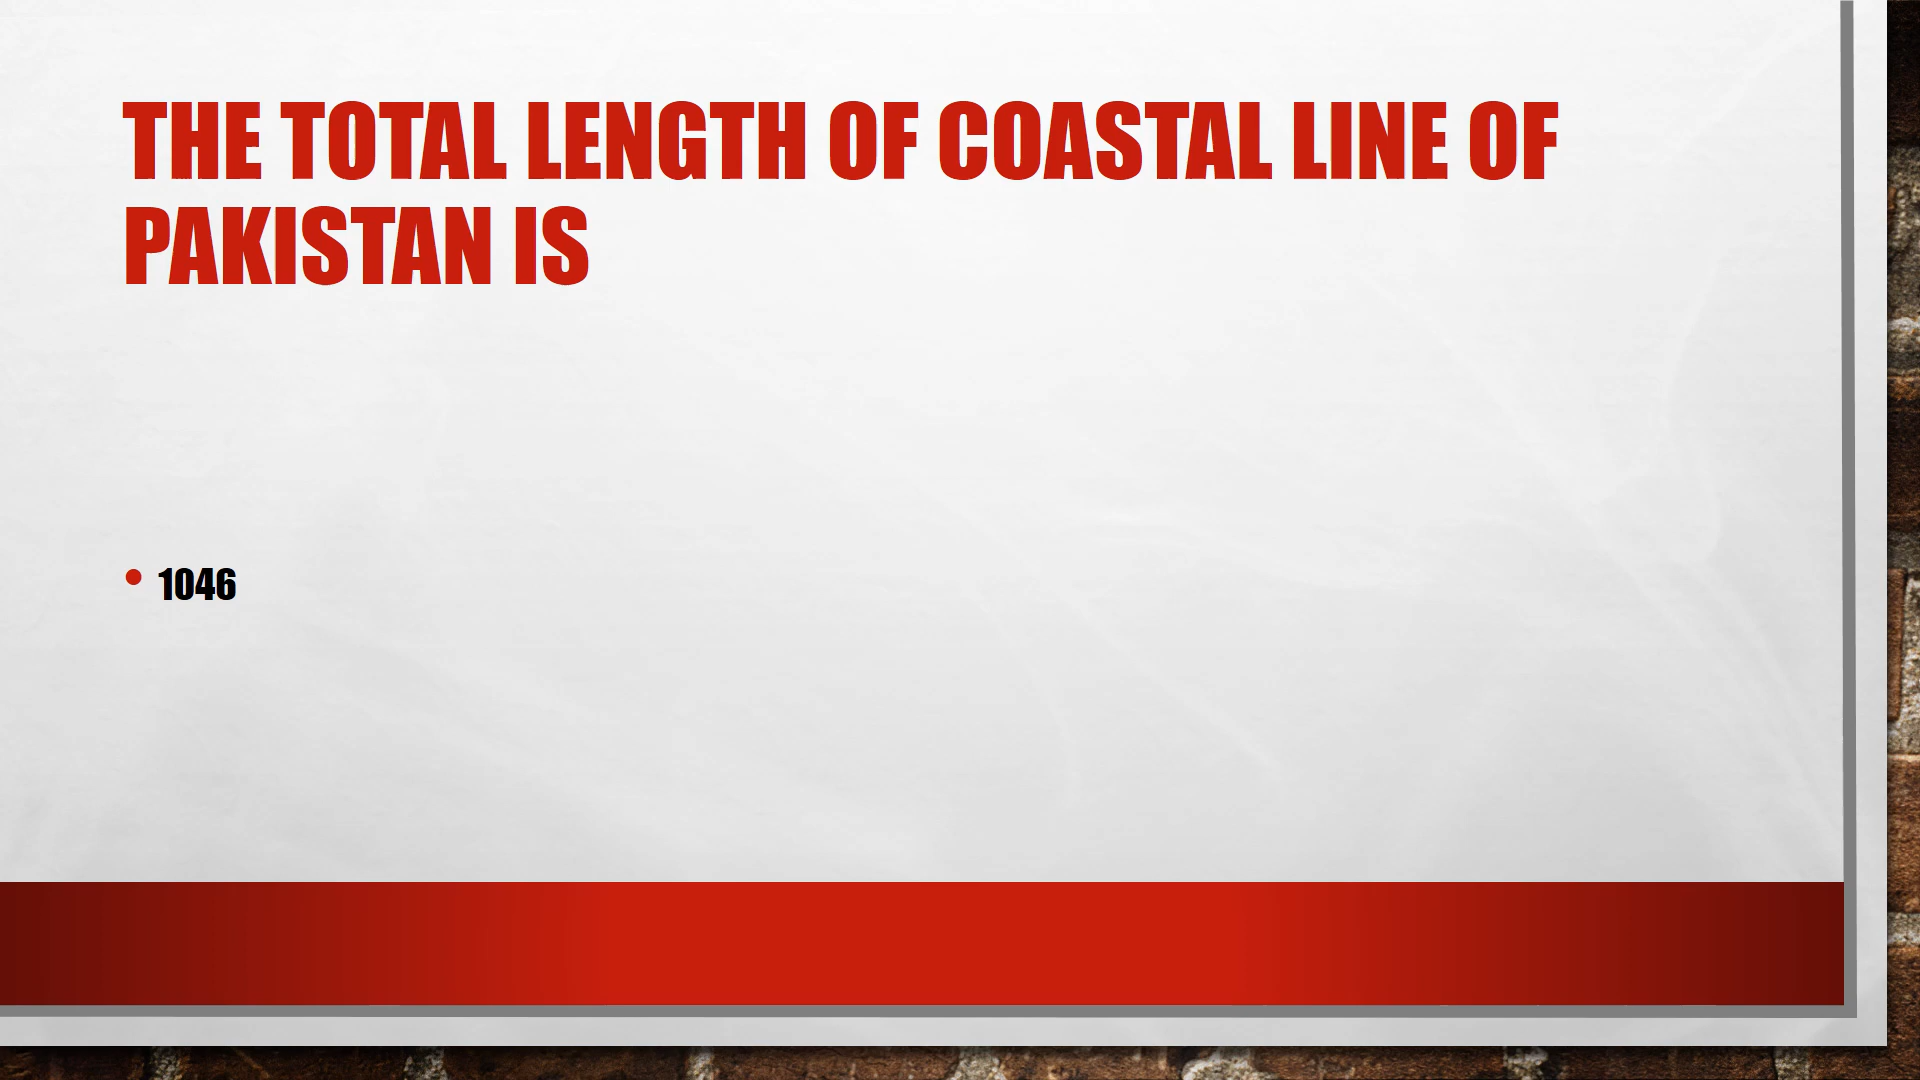 THE TOTAL LENGTH OF COASTAL LINE OF
PAKISTAN IS
• 1046